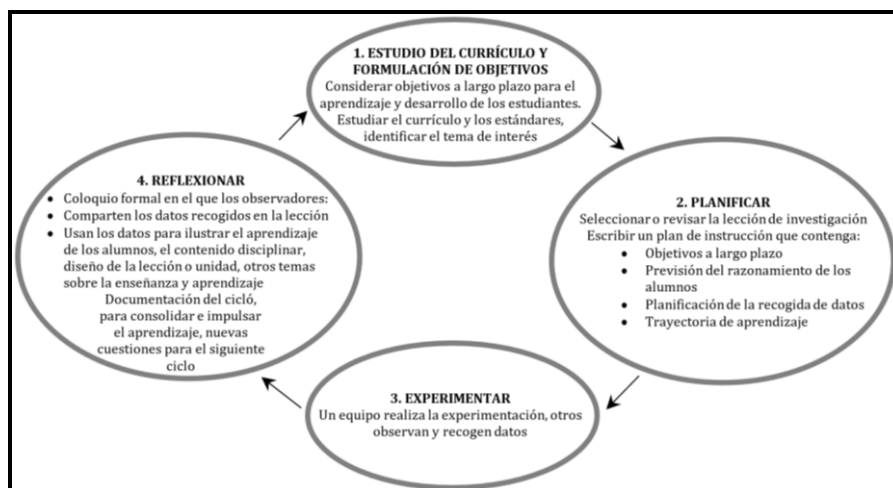 1. ESTUDIO DEL CURRÍCULO Y
FORMULACIÓN DE OBJETIVOS
Considerar objetivos a largo plazo para el
aprendizaje y desarrollo de los estudiantes.
Estudiar el currículo y los estándares,
identificar el tema de interés
2. PLANIFICAR
Seleccionar o revisar la lección de investigación
Escribir un plan de instrucción que contenga:
• Objetivos a largo plazo
• Previsión del razonamiento de los
alumnos
• Planificación de la recogida de datos
• Trayectoria de aprendizaje
3. EXPERIMENTAR
Un equipo realiza la experimentación, otros
observan y recogen datos
4. REFLEXIONAR
• Coloquio formal en el que los observadores:
• Comparten los datos recogidos en la lección
• Usan los datos para ilustrar el aprendizaje
de los alumnos, el contenido disciplinar,
diseño de la lección o unidad, otros temas
sobre la enseñanza y aprendizaje
Documentación del cicló,
para consolidar e impulsar
el aprendizaje, nuevas
cuestiones para el siguiente
ciclo